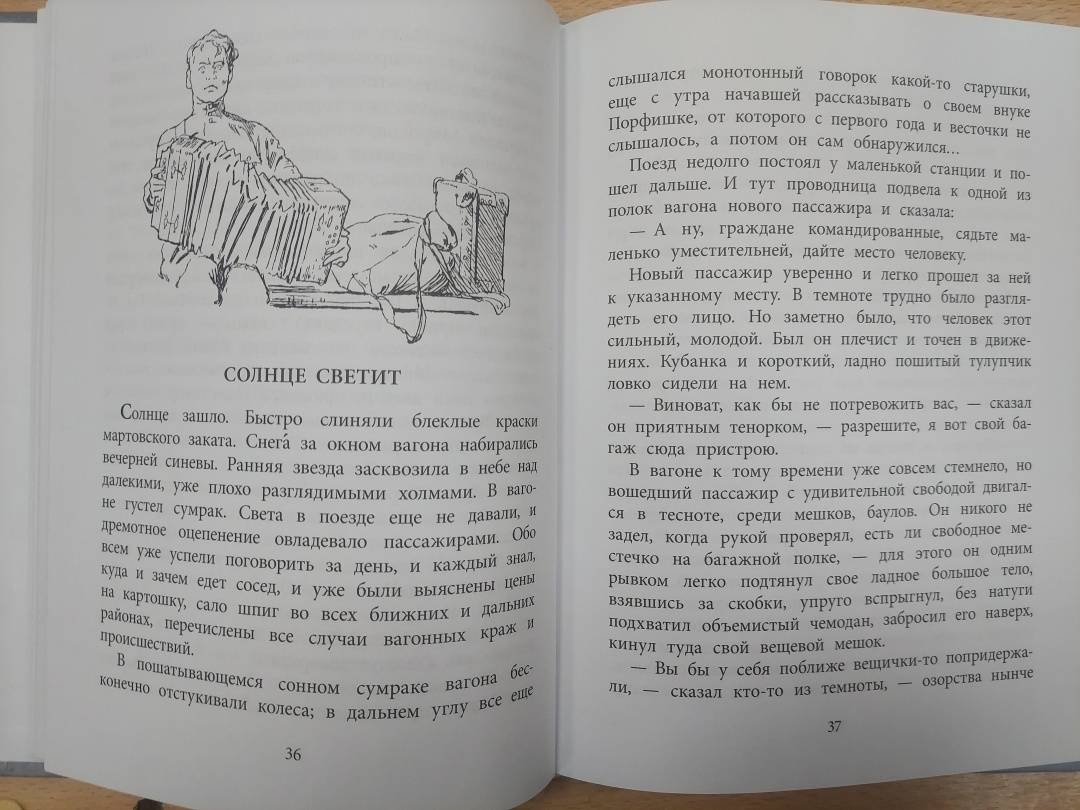 СОЛНЦЕ СВЕТИТ
Солнце зашло. Быстро слиняли блеклые краски
мартовского заката. Снега́ за окном вагона набирались
вечерней синевы. Ранняя звезда засквозила в небе над
далекими, уже плохо разглядимыми холмами. В ваго-
не густел сумрак. Света в поезде еще не давали, и
дремотное оцепенение овладевало пассажирами. Обо
всем уже успели поговорить за день, и каждый знал,
куда и зачем едет сосед, и уже были выяснены цены
на картошку, сало шпиг во всех ближних и дальних
районах, перечислены все случаи вагонных краж и
происшествий.
В пошатывающемся сонном сумраке вагона бес-
конечно отстукивали колеса; в дальнем углу все еще
36
слышался монотонный говорок какой-то старушки,
еще с утра начавшей рассказывать о своем внуке
Порфишке, от которого с первого года и весточки не
слышалось, а потом он сам обнаружился...
Поезд недолго постоял у маленькой станции и по-
шел дальше. И тут проводница подвела к одной из
полок вагона нового пассажира и сказала:
— А ну, граждане командированные, сядьте ма-
ленько уместительней, дайте место человеку.
Новый пассажир уверенно и легко прошел за ней
к указанному месту. В темноте трудно было разгля-
деть его лицо. Но заметно было, что человек этот
сильный, молодой. Был он плечист и точен в движе-
ниях. Кубанка и короткий, ладно пошитый тулупчик
ловко сидели на нем.
— Виноват, как бы не потревожить вас, — сказал
он приятным тенорком, — разрешите, я вот свой ба-
гаж сюда пристрою.
В вагоне к тому времени уже совсем стемнело, но
вошедший пассажир с удивительной свободой двигал-
ся в тесноте, среди мешков, баулов. Он никого не
задел, когда рукой проверял, есть ли свободное ме-
стечко на багажной полке, — для этого он одним
рывком легко подтянул свое ладное большое тело,
взявшись за скобки, упруго вспрыгнул, без натуги
подхватил объемистый чемодан, забросил его наверх,
кинул туда свой вещевой мешок.
— Вы бы у себя поближе вещички-то попридержа-
ли, — сказал кто-то из темноты, — озорства нынче
37